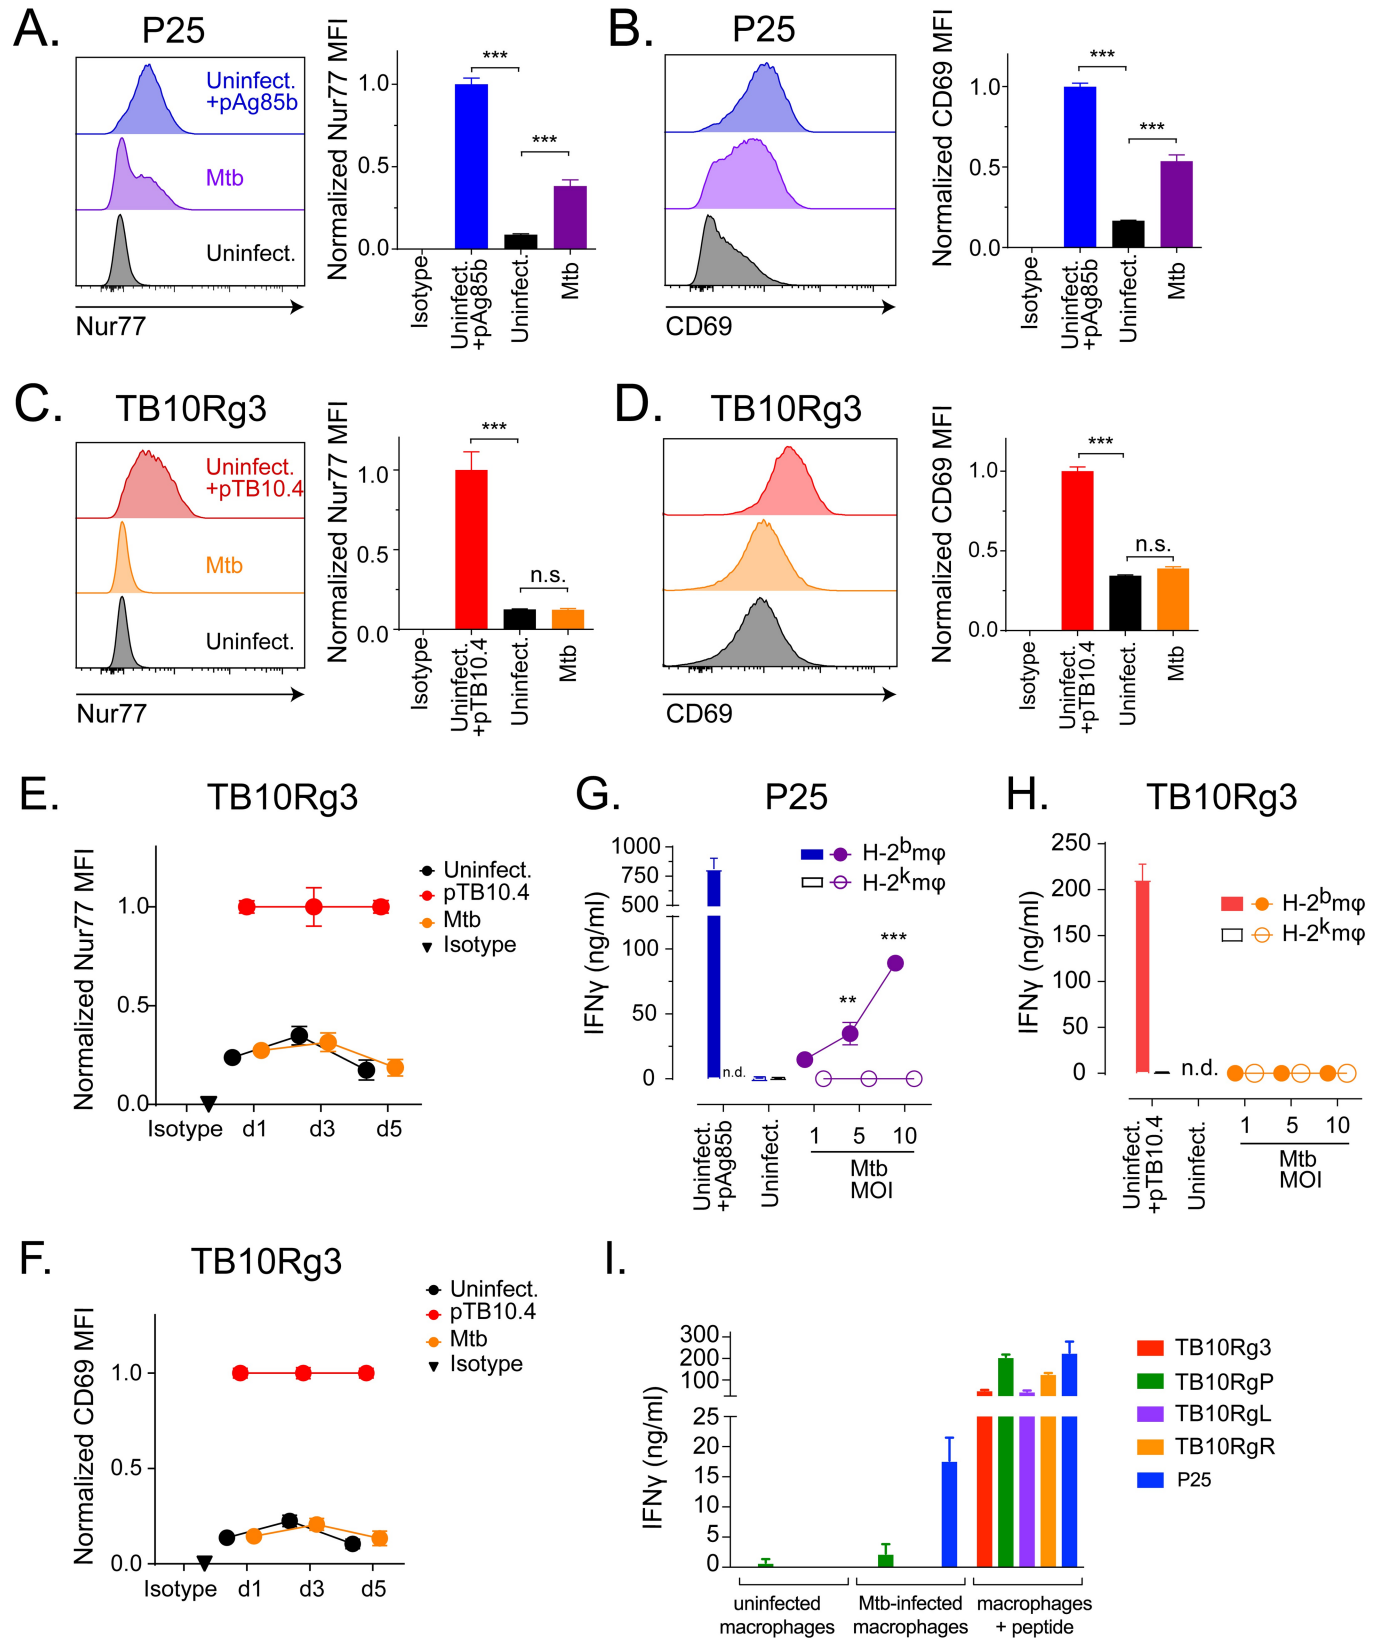 A.
P25
Uninfect.
+pAg85b
Mtb
Uninfect.
Nur77
Normalized Nur77 MFI
1.0
0.5
0.0
***
***
Isotype
Uninfect.
+pAg85b
Uninfect.
Mtb
B.
P25
CD69
Normalized CD69 MFI
1.0
0.5
0.0
***
***
Isotype
Uninfect.
+pAg85b
Uninfect.
Mtb
C.
TB10Rg3
Uninfect.
+pTB10.4
Mtb
Uninfect.
Nur77
Normalized Nur77 MFI
1.0
0.5
0.0
***
n.s.
Isotype
Uninfect.
+pTB10.4
Uninfect.
Mtb
D.
TB10Rg3
CD69
Normalized CD69 MFI
1.0
0.5
0.0
***
n.s.
Isotype
Uninfect.
+pTB10.4
Uninfect.
Mtb
E.
TB10Rg3
Normalized Nur77 MFI
1.0
0.5
0.0
Isotype d1 d3 d5
Uninfect.
pTB10.4
Mtb
Isotype
G.
P25
IFNγ (ng/ml)
1000
750
500
100
50
0
H-2ᵇmφ
H-2ᵏmφ
n.d.
**
***
Uninfect.
+pAg85b
Uninfect.
1 5 10
Mtb
MOI
H.
TB10Rg3
IFNγ (ng/ml)
250
200
150
100
50
0
H-2ᵇmφ
H-2ᵏmφ
n.d.
Uninfect.
+pTB10.4
Uninfect.
1 5 10
Mtb
MOI
F.
TB10Rg3
Normalized CD69 MFI
1.0
0.5
0.0
Isotype d1 d3 d5
Uninfect.
pTB10.4
Mtb
Isotype
I.
IFNγ (ng/ml)
300
200
100
25
20
15
10
5
0
uninfected
macrophages
Mtb-infected
macrophages
macrophages
+ peptide
TB10Rg3
TB10RgP
TB10RgL
TB10RgR
P25